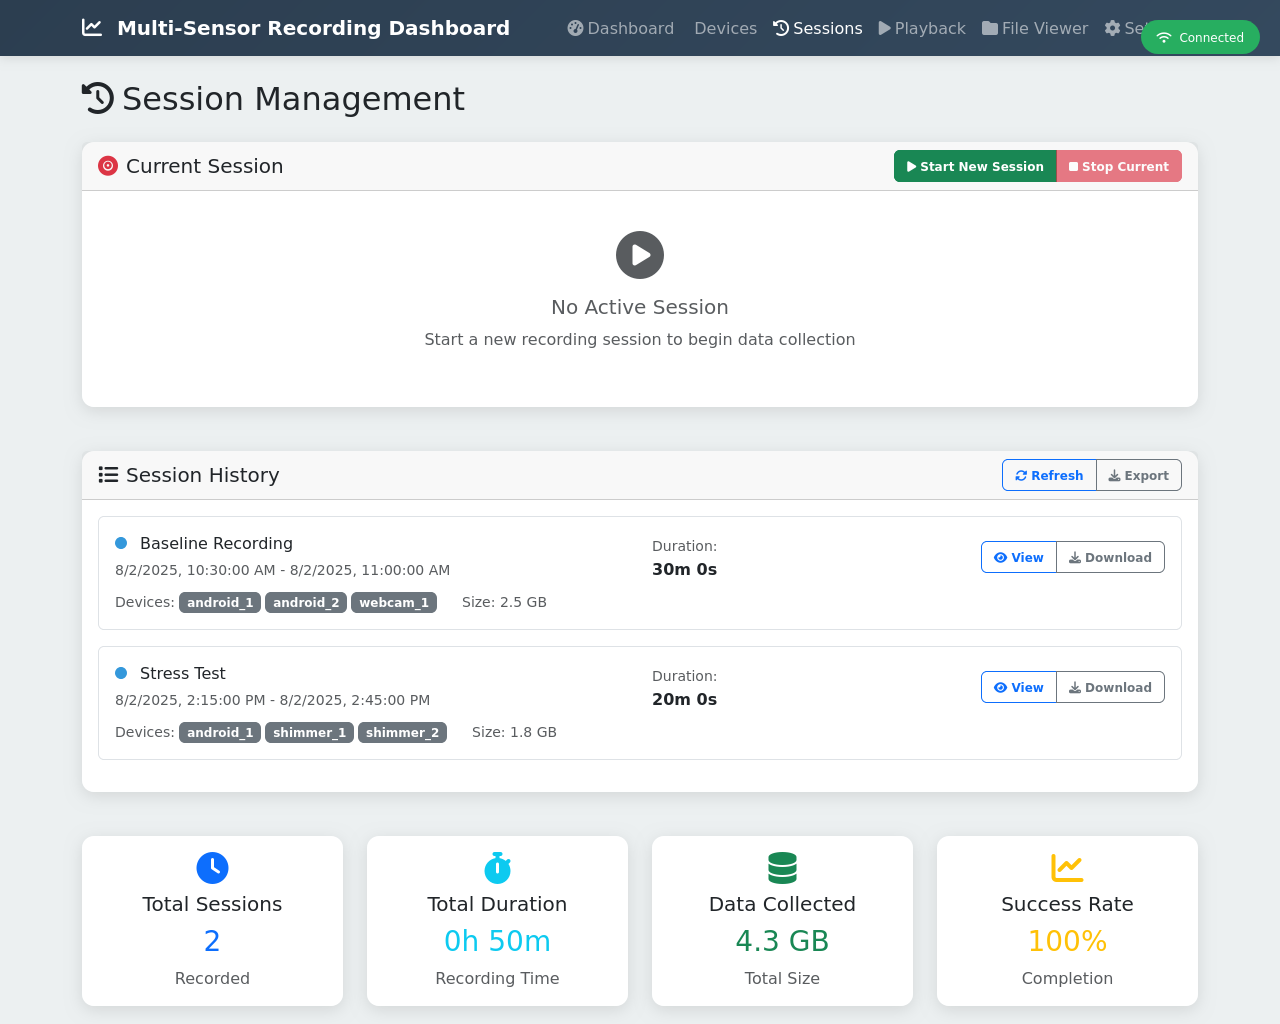 Multi-Sensor Recording Dashboard
Dashboard Devices Sessions Playback File Viewer Se
Connected
Session Management
Current Session
Start New Session Stop Current
No Active Session
Start a new recording session to begin data collection
Session History
Refresh Export
Baseline Recording
8/2/2025, 10:30:00 AM - 8/2/2025, 11:00:00 AM
Devices: android_1 android_2 webcam_1 Size: 2.5 GB
Duration:
30m 0s
View Download
Stress Test
8/2/2025, 2:15:00 PM - 8/2/2025, 2:45:00 PM
Devices: android_1 shimmer_1 shimmer_2 Size: 1.8 GB
Duration:
20m 0s
View Download
Total Sessions
2
Recorded
Total Duration
0h 50m
Recording Time
Data Collected
4.3 GB
Total Size
Success Rate
100%
Completion